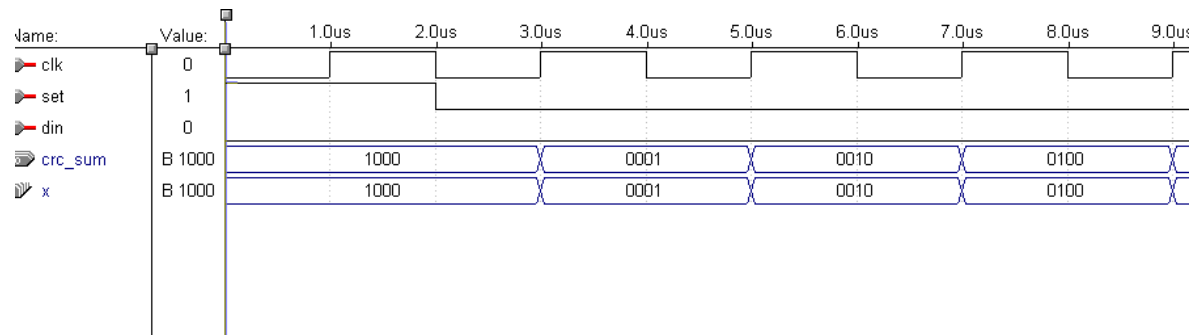 Name: Value: 1.0us 2.0us 3.0us 4.0us 5.0us 6.0us 7.0us 8.0us 9.0us
clk 0
set 1
din 0
crc_sum B 1000 1000 0001 0010 0100
x B 1000 1000 0001 0010 0100